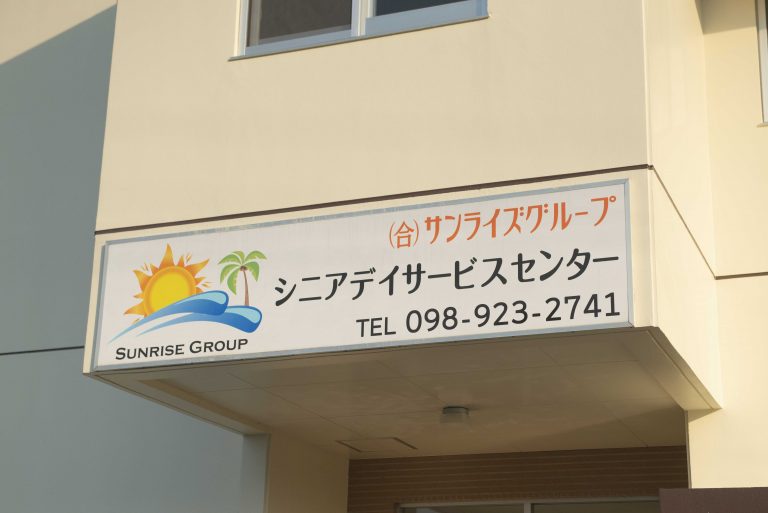 (合)サンライズグループ
シニアデイサービスセンター
TEL 098-923-2741
SUNRISE GROUP